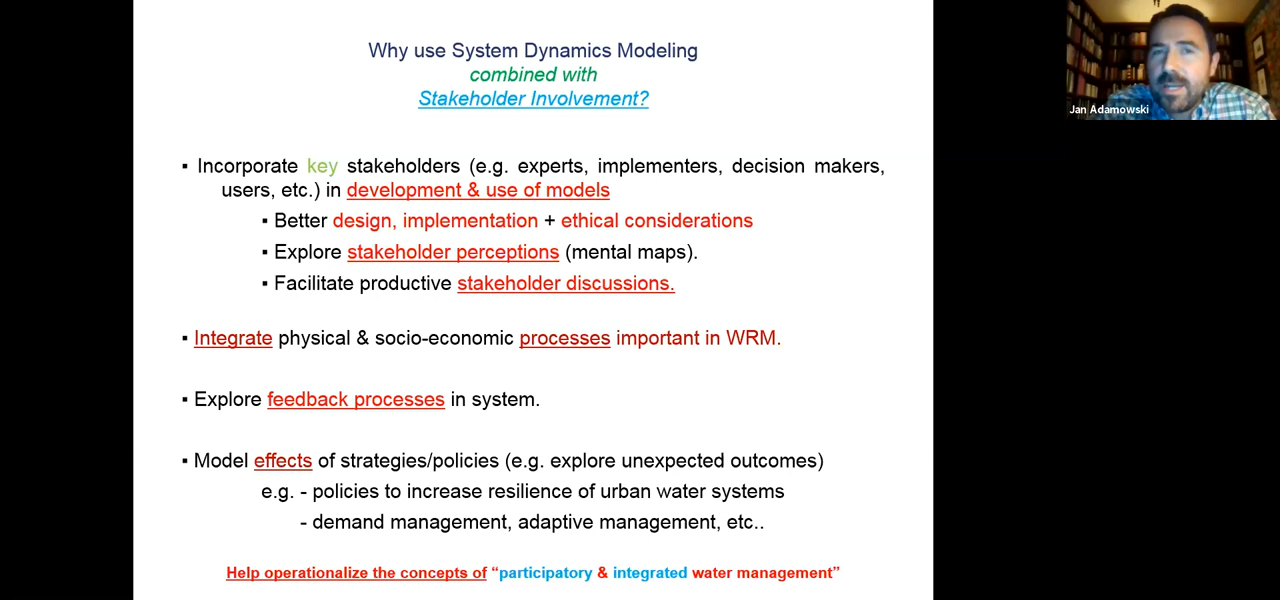 Why use System Dynamics Modeling
combined with
Stakeholder Involvement?
Jan Adamowski
▪ Incorporate key stakeholders (e.g. experts, implementers, decision makers,
users, etc.) in development & use of models
▪ Better design, implementation + ethical considerations
▪ Explore stakeholder perceptions (mental maps).
▪ Facilitate productive stakeholder discussions.
▪ Integrate physical & socio-economic processes important in WRM.
▪ Explore feedback processes in system.
▪ Model effects of strategies/policies (e.g. explore unexpected outcomes)
e.g. - policies to increase resilience of urban water systems
- demand management, adaptive management, etc..
Help operationalize the concepts of “participatory & integrated water management”